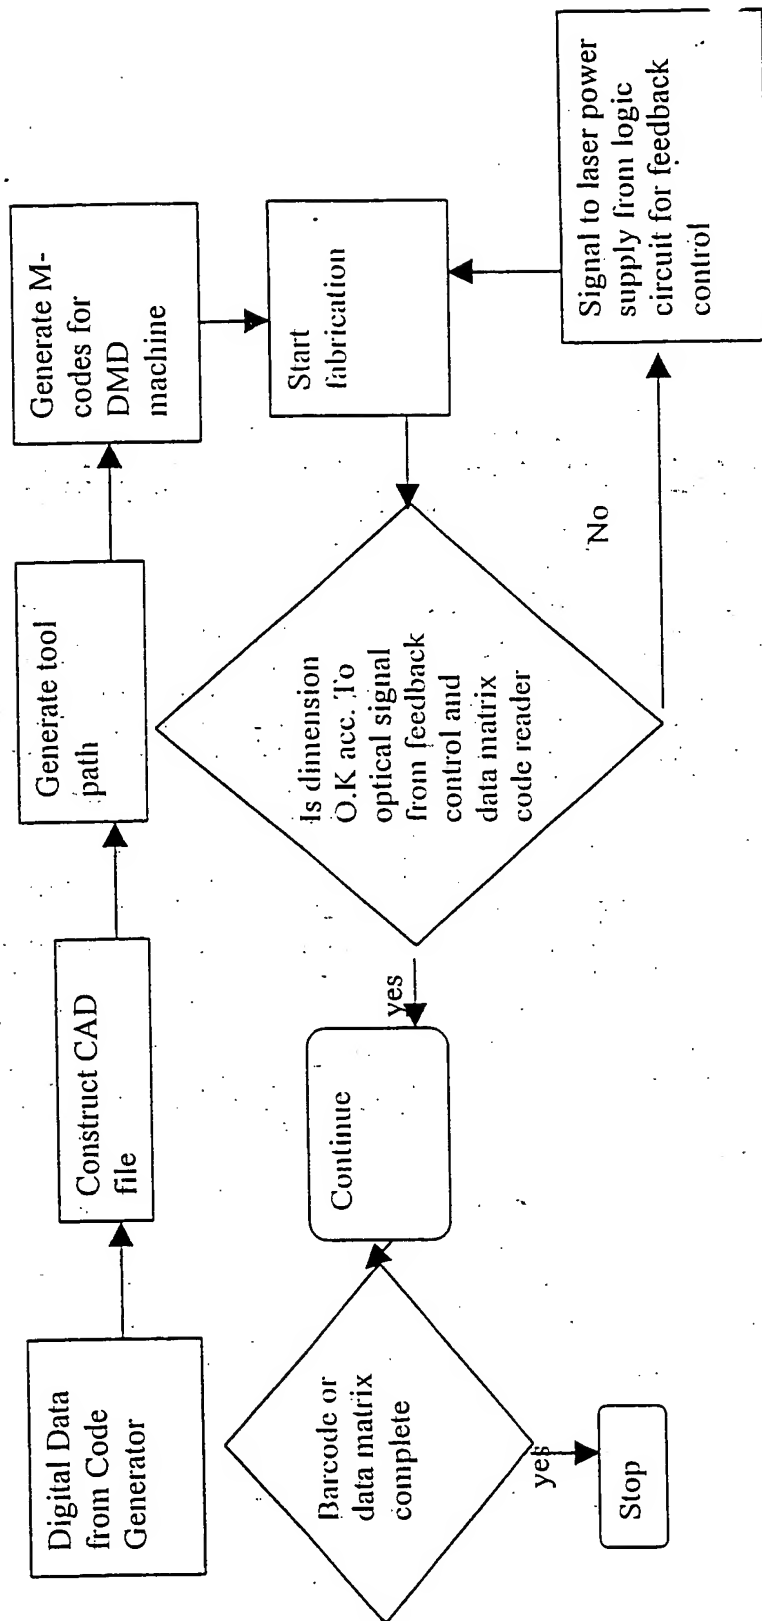 Digital Data
from Code
Generator
Construct CAD
file
Generate tool
path
Generate M-
codes for
DMD
machine
Start
fabrication
Is dimension
O.K acc. To
optical signal
from feedback
control and
data matrix
code reader
No
Signal to laser power
supply from logic
circuit for feedback
control
yes
Continue
Barcode or
data matrix
complete
yes
Stop